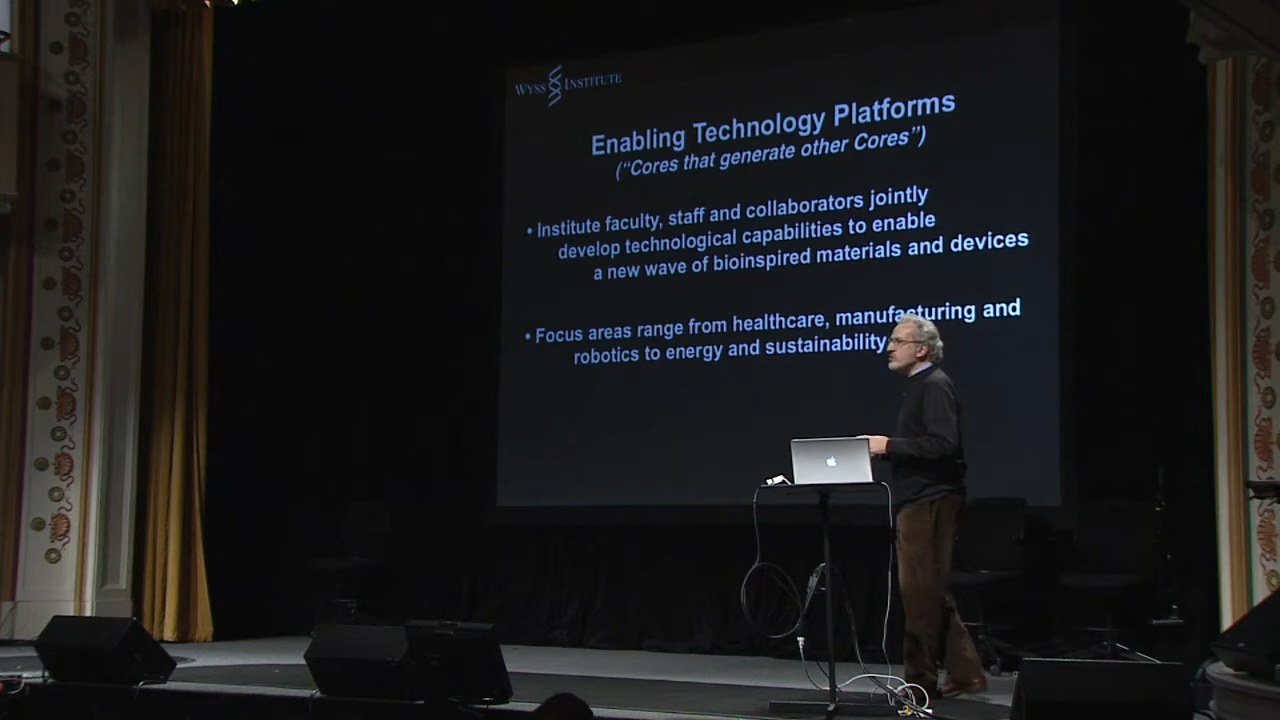 WYSS INSTITUTE
Enabling Technology Platforms
(“Cores that generate other Cores”)
• Institute faculty, staff and collaborators jointly
develop technological capabilities to enable
a new wave of bioinspired materials and devices
• Focus areas range from healthcare, manufacturing and
robotics to energy and sustainability